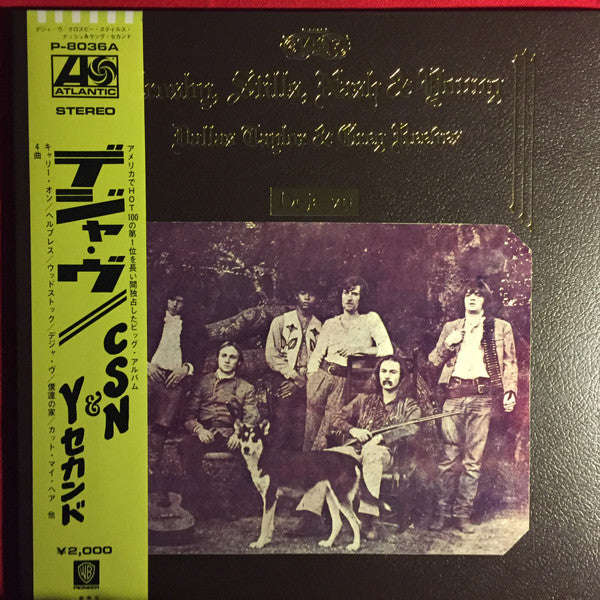 デジャ・ヴ/クロスビー・スティルス・
ナッシュ&ヤング・セカンド
P-8036A
ATLANTIC
STEREO
アメリカでHOT100の第1位を長い間独占したビッグ・アルバム
デジャ・ヴ/CSN&Yセカンド
キャリー・オン/ヘルプレス/ウッドストック/デジャ・ヴ/僕達の家/カット・マイ・ヘア 他
4曲
¥2,000
WB
PIONEER
Crosby, Stills, Nash & Young
Dallas Taylor & Greg Reeves
Déjà vu